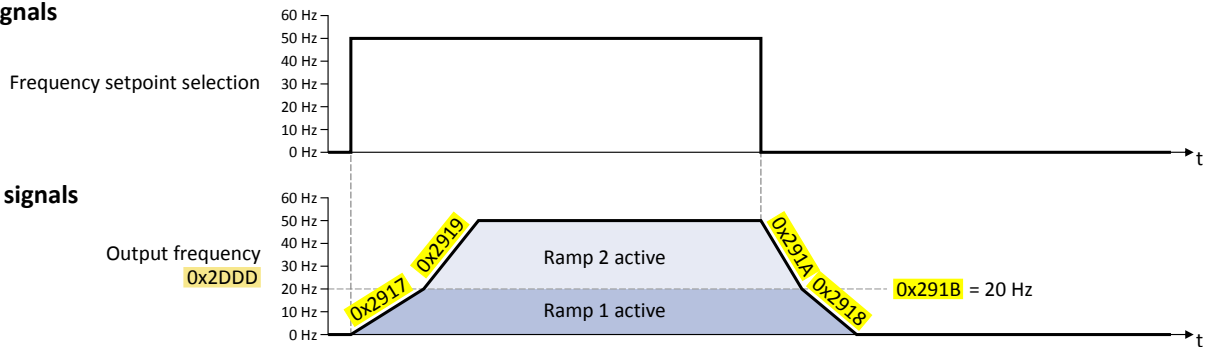 gnals
60 Hz
50 Hz
40 Hz
30 Hz
20 Hz
10 Hz
0 Hz
Frequency setpoint selection
t
signals
60 Hz
50 Hz
40 Hz
30 Hz
20 Hz
10 Hz
0 Hz
Output frequency
0x2DDD
0x2917
0x2919
Ramp 2 active
Ramp 1 active
0x291A
0x2918
0x291B = 20 Hz
t